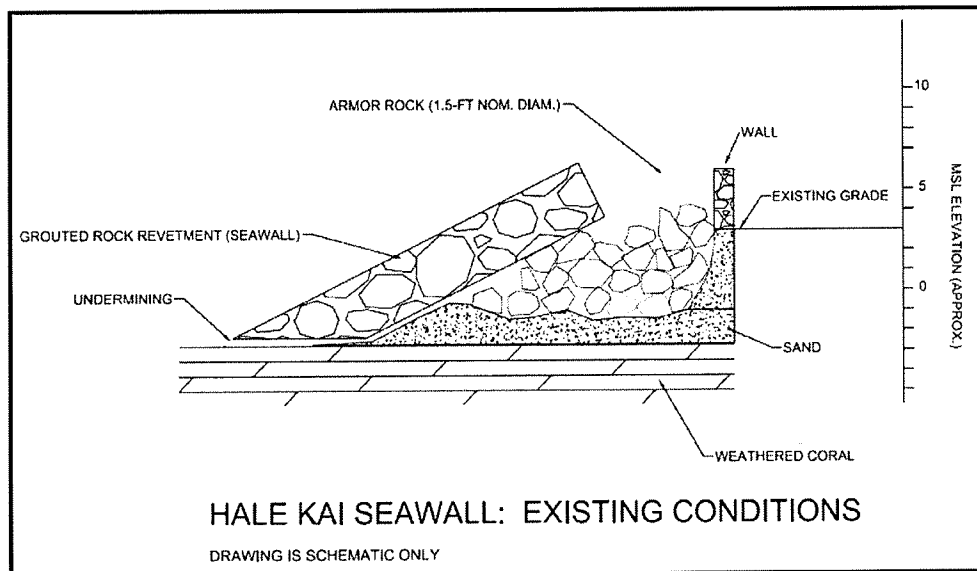 10
ARMOR ROCK (1.5-FT NOM. DIAM.)
WALL
5
EXISTING GRADE
MSL ELEVATION (APPROX.)
GROUTED ROCK REVETMENT (SEAWALL)
UNDERMINING
0
SAND
WEATHERED CORAL
HALE KAI SEAWALL: EXISTING CONDITIONS
DRAWING IS SCHEMATIC ONLY